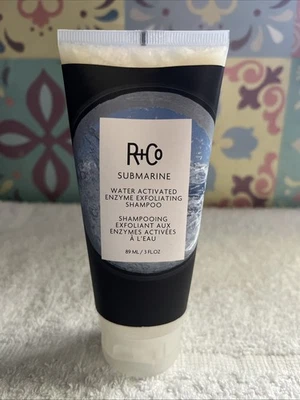 R+Co
SUBMARINE
WATER ACTIVATED
ENZYME EXFOLIATING
SHAMPOO
SHAMPOOING
EXFOLIANT AUX
ENZYMES ACTIVÉES
À L'EAU
89 ML / 3 FL OZ